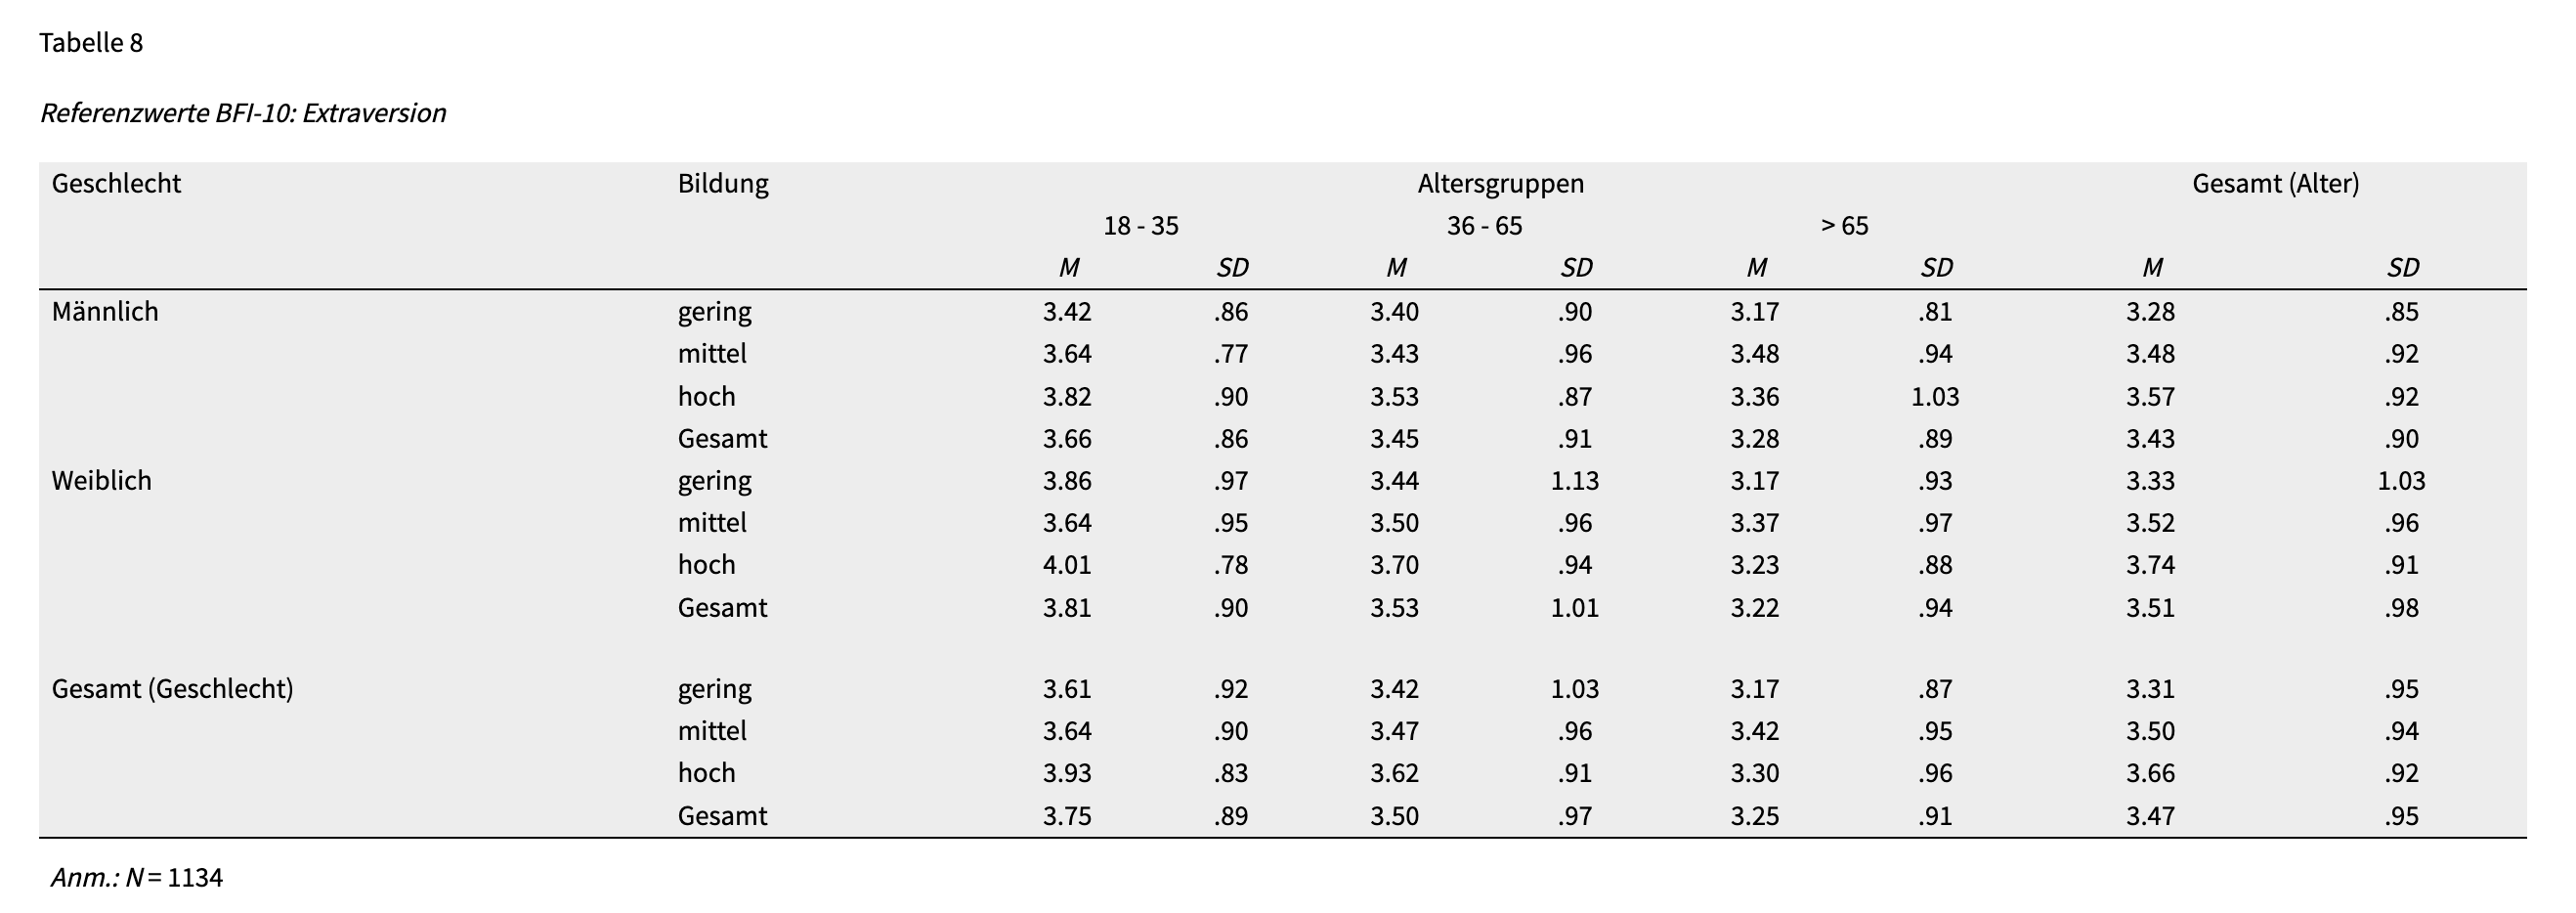 Tabelle 8
Referenzwerte BFI-10: Extraversion
Geschlecht Bildung Altersgruppen Gesamt (Alter)
18 - 35 36 - 65 > 65
M SD M SD M SD M SD
Männlich gering 3.42 .86 3.40 .90 3.17 .81 3.28 .85
mittel 3.64 .77 3.43 .96 3.48 .94 3.48 .92
hoch 3.82 .90 3.53 .87 3.36 1.03 3.57 .92
Gesamt 3.66 .86 3.45 .91 3.28 .89 3.43 .90
Weiblich gering 3.86 .97 3.44 1.13 3.17 .93 3.33 1.03
mittel 3.64 .95 3.50 .96 3.37 .97 3.52 .96
hoch 4.01 .78 3.70 .94 3.23 .88 3.74 .91
Gesamt 3.81 .90 3.53 1.01 3.22 .94 3.51 .98
Gesamt (Geschlecht) gering 3.61 .92 3.42 1.03 3.17 .87 3.31 .95
mittel 3.64 .90 3.47 .96 3.42 .95 3.50 .94
hoch 3.93 .83 3.62 .91 3.30 .96 3.66 .92
Gesamt 3.75 .89 3.50 .97 3.25 .91 3.47 .95
Anm.: N = 1134